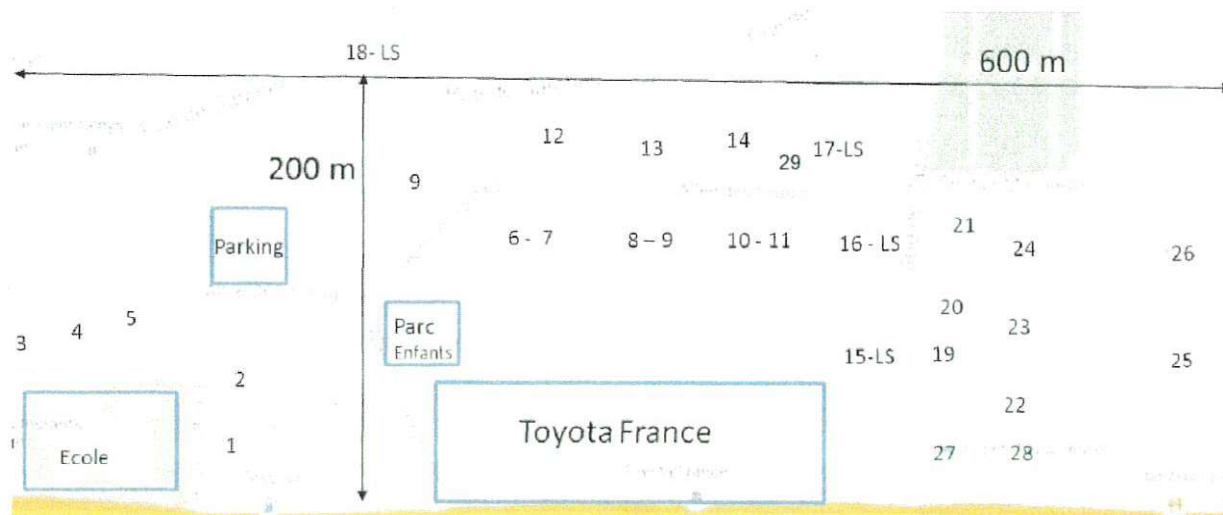 18- LS
600 m
12
13
14
29
17-LS
200 m
9
Parking
6 - 7
8 – 9
10 - 11
16 - LS
21
24
26
3
4
5
Parc
Enfants
20
23
15-LS
19
25
2
22
Ecole
1
Toyota France
27
28